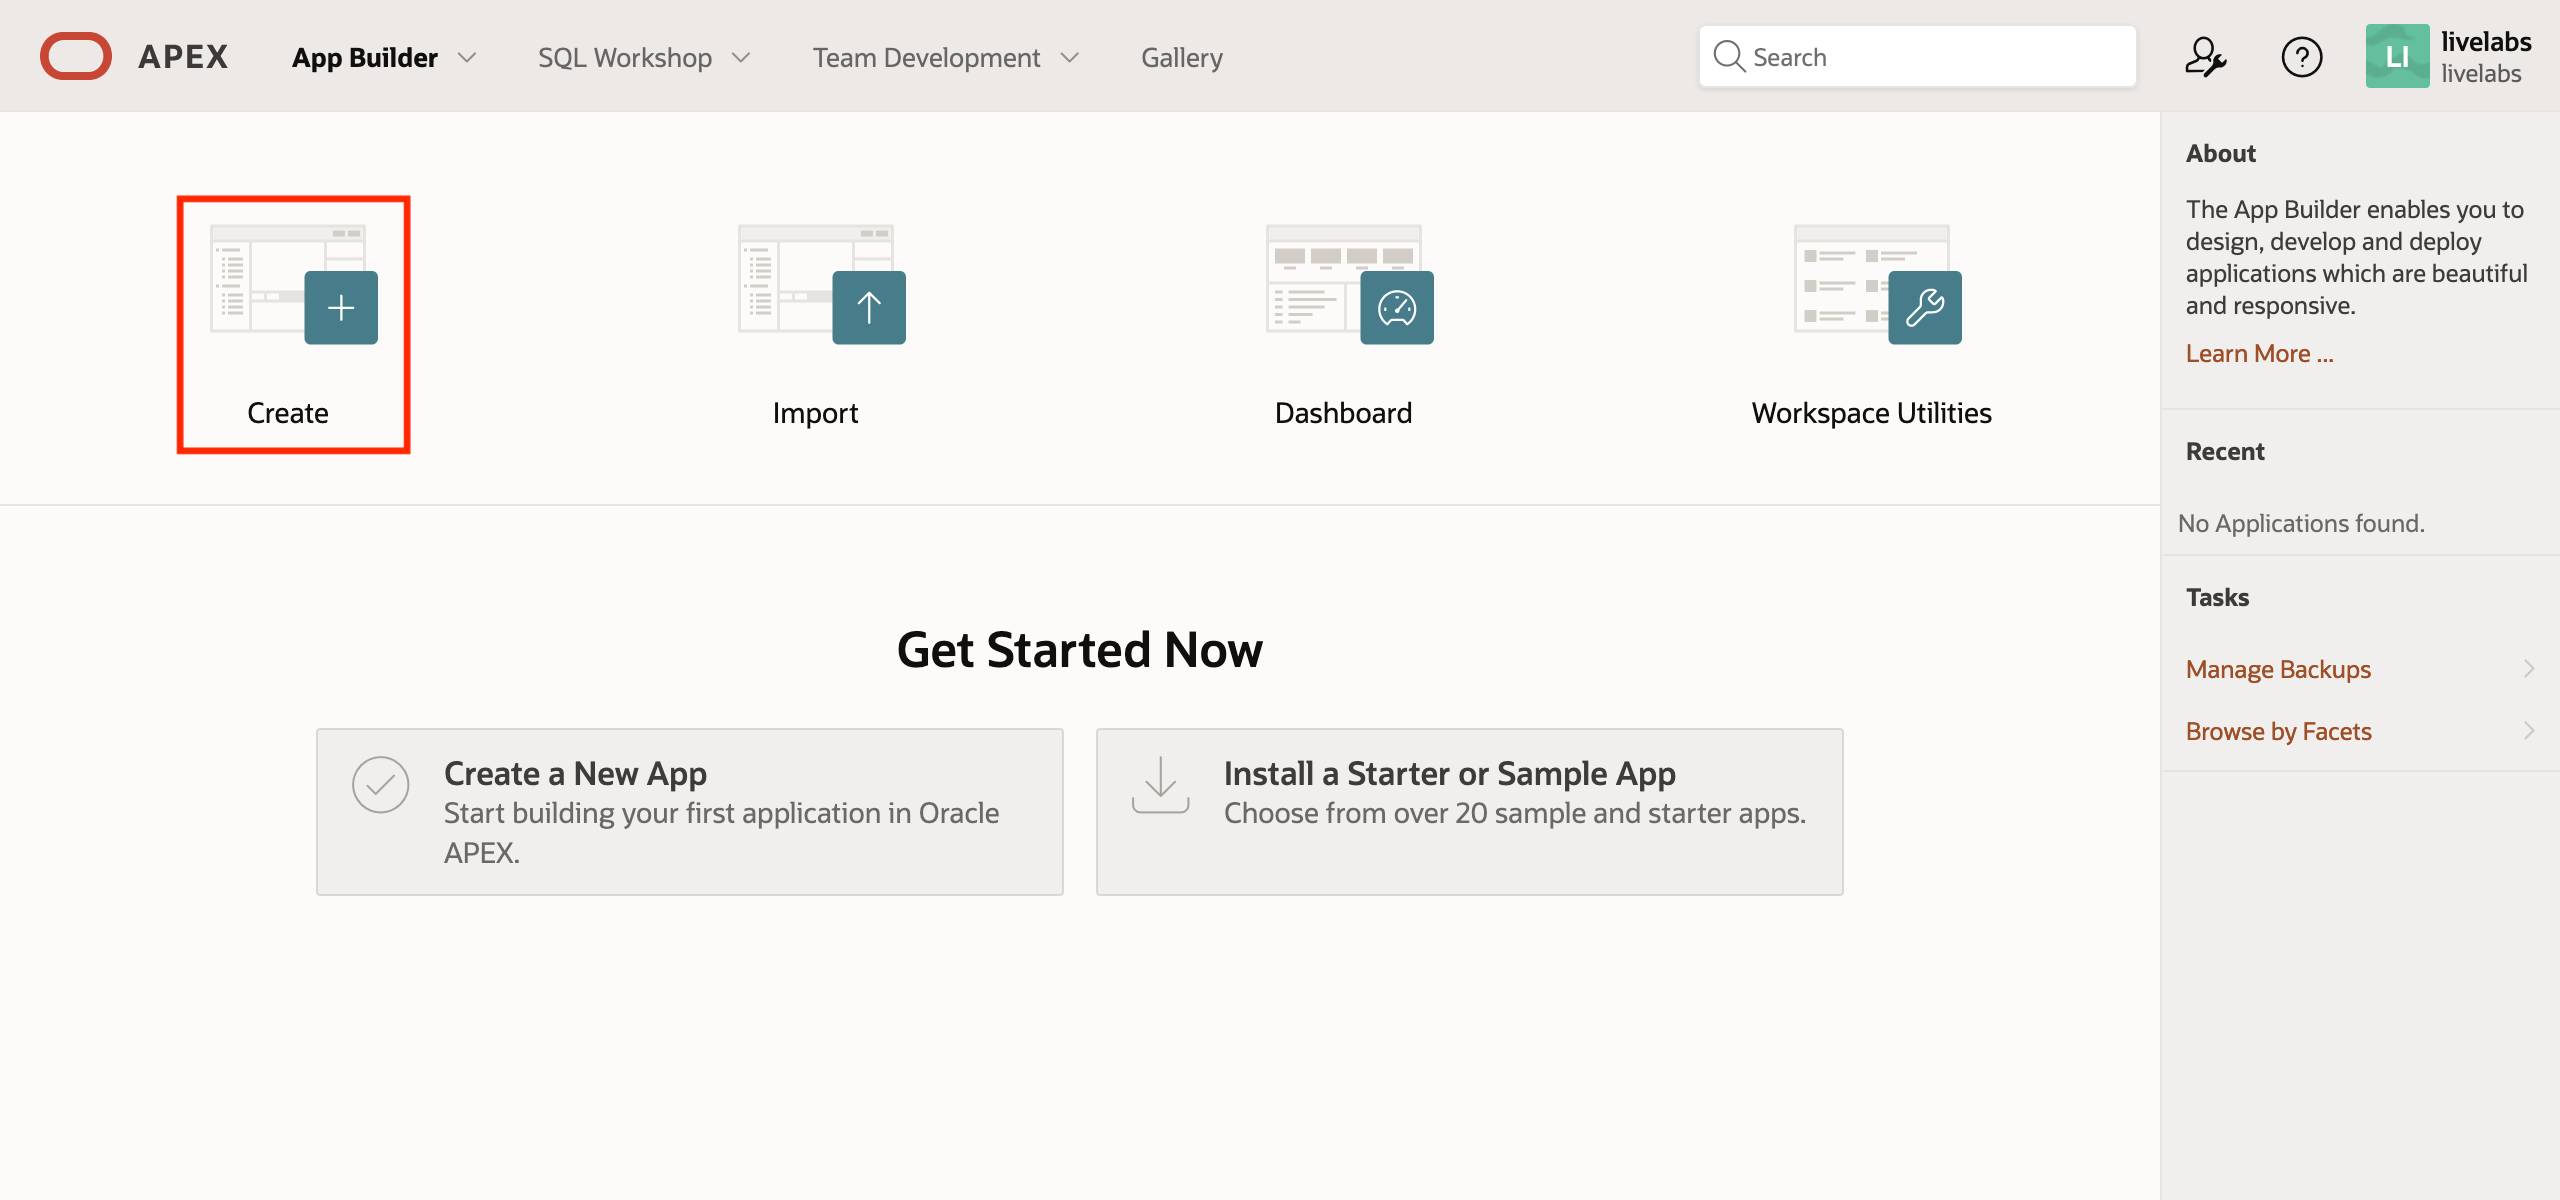 APEX
App Builder
SQL Workshop
Team Development
Gallery
Search
?
LI
livelabs
livelabs
Create
Import
Dashboard
Workspace Utilities
Get Started Now
Create a New App
Start building your first application in Oracle
APEX.
Install a Starter or Sample App
Choose from over 20 sample and starter apps.
About
The App Builder enables you to
design, develop and deploy
applications which are beautiful
and responsive.
Learn More ...
Recent
No Applications found.
Tasks
Manage Backups
Browse by Facets